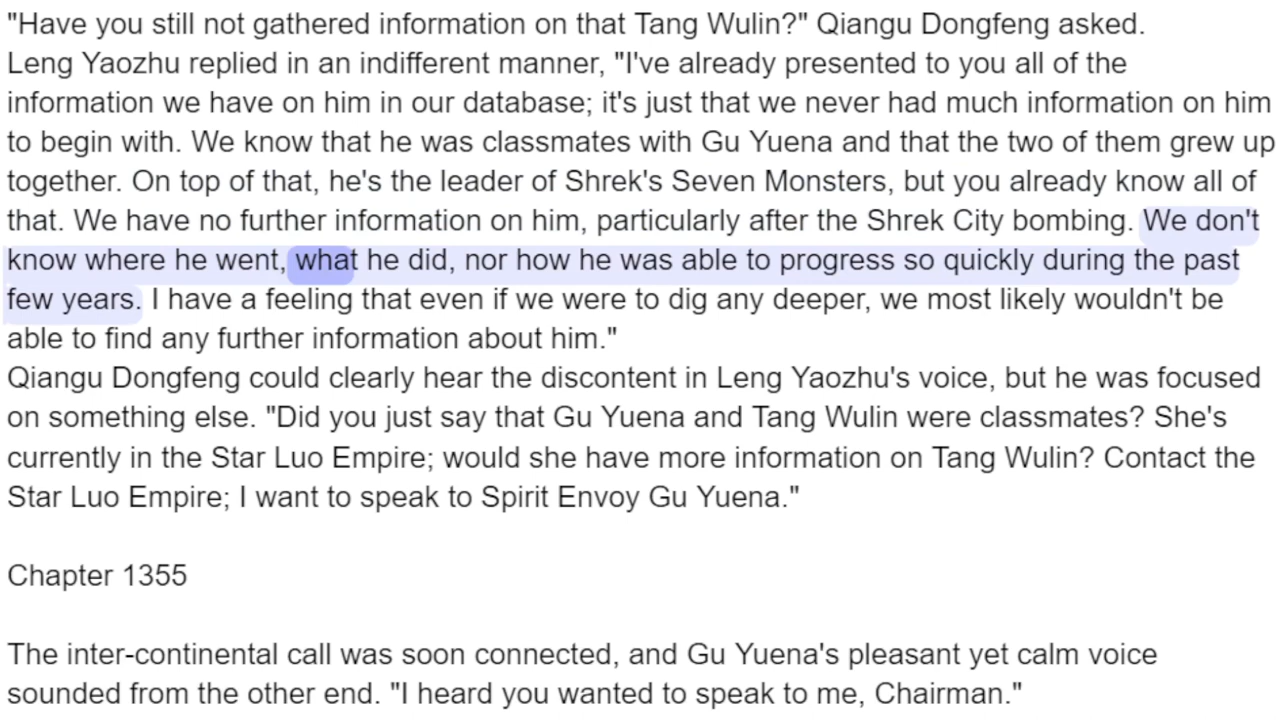 "Have you still not gathered information on that Tang Wulin?" Qiangu Dongfeng asked.
Leng Yaozhu replied in an indifferent manner, "I've already presented to you all of the
information we have on him in our database; it's just that we never had much information on him
to begin with. We know that he was classmates with Gu Yuena and that the two of them grew up
together. On top of that, he's the leader of Shrek's Seven Monsters, but you already know all of
that. We have no further information on him, particularly after the Shrek City bombing. We don't
know where he went, what he did, nor how he was able to progress so quickly during the past
few years. I have a feeling that even if we were to dig any deeper, we most likely wouldn't be
able to find any further information about him."
Qiangu Dongfeng could clearly hear the discontent in Leng Yaozhu's voice, but he was focused
on something else. "Did you just say that Gu Yuena and Tang Wulin were classmates? She's
currently in the Star Luo Empire; would she have more information on Tang Wulin? Contact the
Star Luo Empire; I want to speak to Spirit Envoy Gu Yuena."
Chapter 1355
The inter-continental call was soon connected, and Gu Yuena's pleasant yet calm voice
sounded from the other end. "I heard you wanted to speak to me, Chairman."